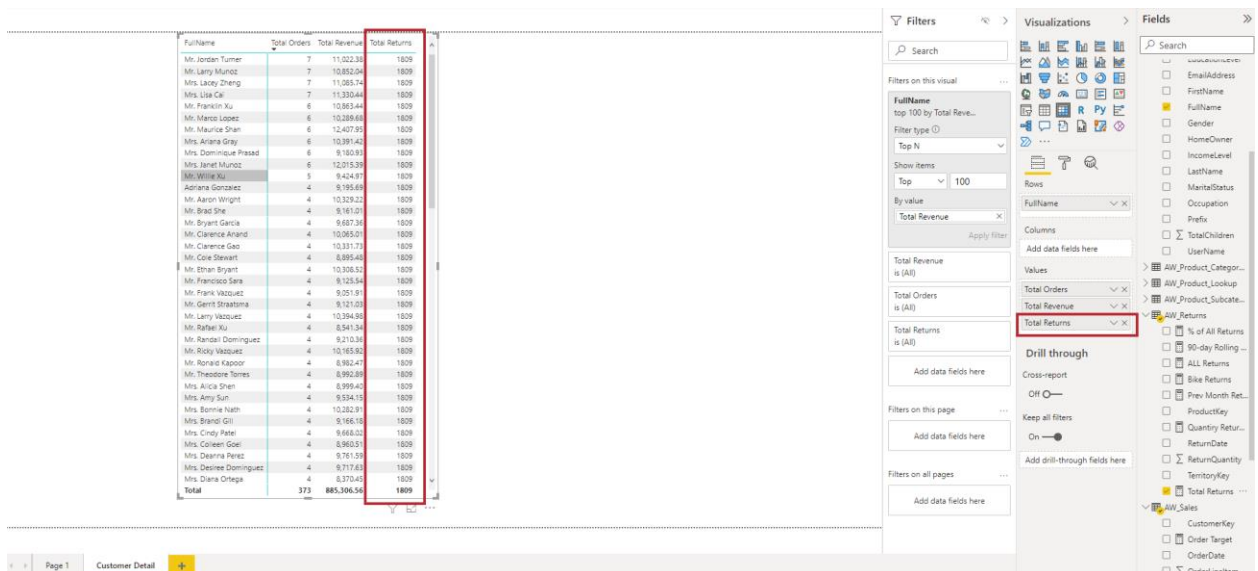 FullName Total Orders Total Revenue Total Returns
Mr. Jordan Turner 7 11,022.38 1809
Mr. Larry Munoz 7 10,852.04 1809
Mrs. Lacey Zheng 7 11,085.74 1809
Mrs. Lisa Cai 7 11,330.44 1809
Mr. Franklin Xu 6 10,863.44 1809
Mr. Marco Lopez 6 10,289.68 1809
Mr. Maurice Shan 6 12,407.95 1809
Mrs. Ariana Gray 6 10,391.42 1809
Mrs. Dominique Prasad 6 9,180.93 1809
Mrs. Janet Munoz 6 12,015.39 1809
Mr. Willie Xu 5 9,424.97 1809
Adriana Gonzalez 4 9,195.69 1809
Mr. Aaron Wright 4 10,329.22 1809
Mr. Brad She 4 9,161.01 1809
Mr. Bryant Garcia 4 9,687.36 1809
Mr. Clarence Anand 4 10,065.01 1809
Mr. Clarence Gao 4 10,331.73 1809
Mr. Cole Stewart 4 8,895.48 1809
Mr. Ethan Bryant 4 10,308.52 1809
Mr. Francisco Sara 4 9,125.54 1809
Mr. Frank Vazquez 4 9,051.91 1809
Mr. Gerrit Straatsma 4 9,121.03 1809
Mr. Larry Vazquez 4 10,394.98 1809
Mr. Rafael Xu 4 8,541.34 1809
Mr. Randall Dominguez 4 9,210.36 1809
Mr. Ricky Vazquez 4 10,165.92 1809
Mr. Ronald Kapoor 4 8,982.47 1809
Mr. Theodore Torres 4 8,992.89 1809
Mrs. Alicia Shen 4 8,999.40 1809
Mrs. Amy Sun 4 9,534.15 1809
Mrs. Bonnie Nath 4 10,282.91 1809
Mrs. Brandi Gill 4 9,166.18 1809
Mrs. Cindy Patel 4 9,668.02 1809
Mrs. Colleen Goel 4 8,960.51 1809
Mrs. Deanna Perez 4 9,761.59 1809
Mrs. Desiree Dominguez 4 9,717.63 1809
Mrs. Diana Ortega 4 8,370.45 1809
Total 373 885,306.56 1809
Page 1
Customer Detail
+
Filters
Search
Filters on this visual ...
FullName
top 100 by Total Reve...
Filter type
Top N
Show items
Top 100
By value
Total Revenue
Apply filter
Total Revenue
is (All)
Total Orders
is (All)
Total Returns
is (All)
Add data fields here
Filters on this page ...
Add data fields here
Filters on all pages ...
Add data fields here
Visualizations
R Py
...
Rows
FullName
Columns
Add data fields here
Values
Total Orders
Total Revenue
Total Returns
Drill through
Cross-report
Off
Keep all filters
On
Add drill-through fields here
Fields
Search
EducationLevel
EmailAddress
FirstName
FullName
Gender
HomeOwner
IncomeLevel
LastName
MaritalStatus
Occupation
Prefix
∑ TotalChildren
UserName
AW_Product_Categor...
AW_Product_Lookup
AW_Product_Subcate...
AW_Returns
% of All Returns
90-day Rolling ...
ALL Returns
Bike Returns
Prev Month Ret...
ProductKey
Quantiry Retur...
ReturnDate
∑ ReturnQuantity
TerritoryKey
Total Returns ...
AW_Sales
CustomerKey
Order Target
OrderDate
∑ OrderLineItem